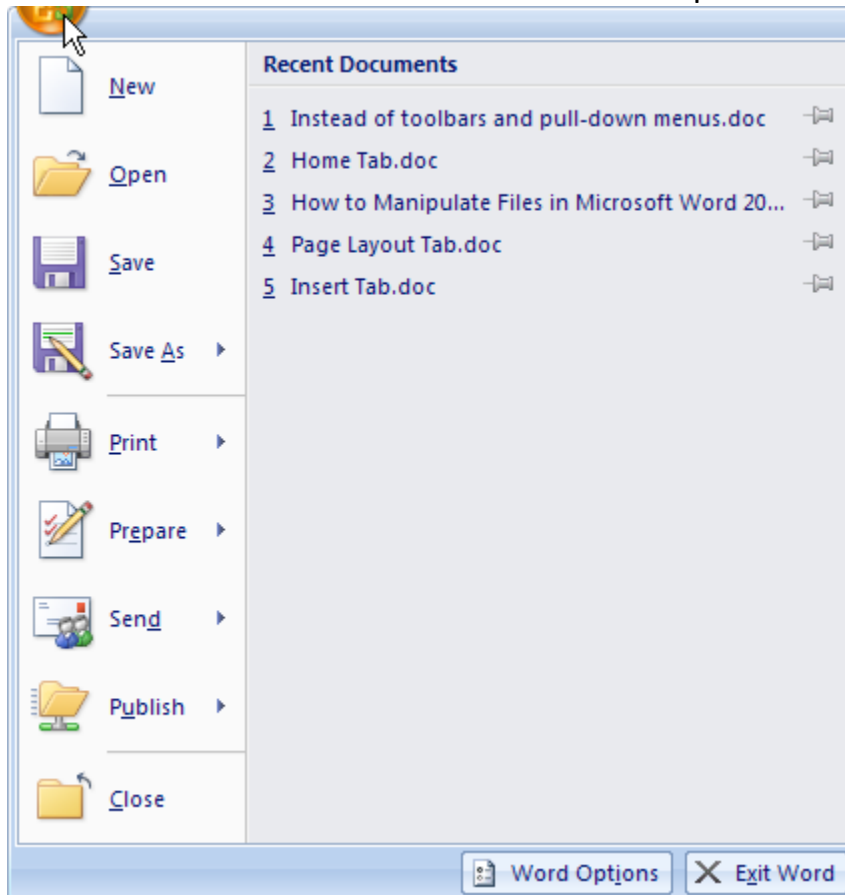 New
Open
Save
Save As
Print
Prepare
Send
Publish
Close
Recent Documents
1 Instead of toolbars and pull-down menus.doc
2 Home Tab.doc
3 How to Manipulate Files in Microsoft Word 20...
4 Page Layout Tab.doc
5 Insert Tab.doc
Word Options
Exit Word